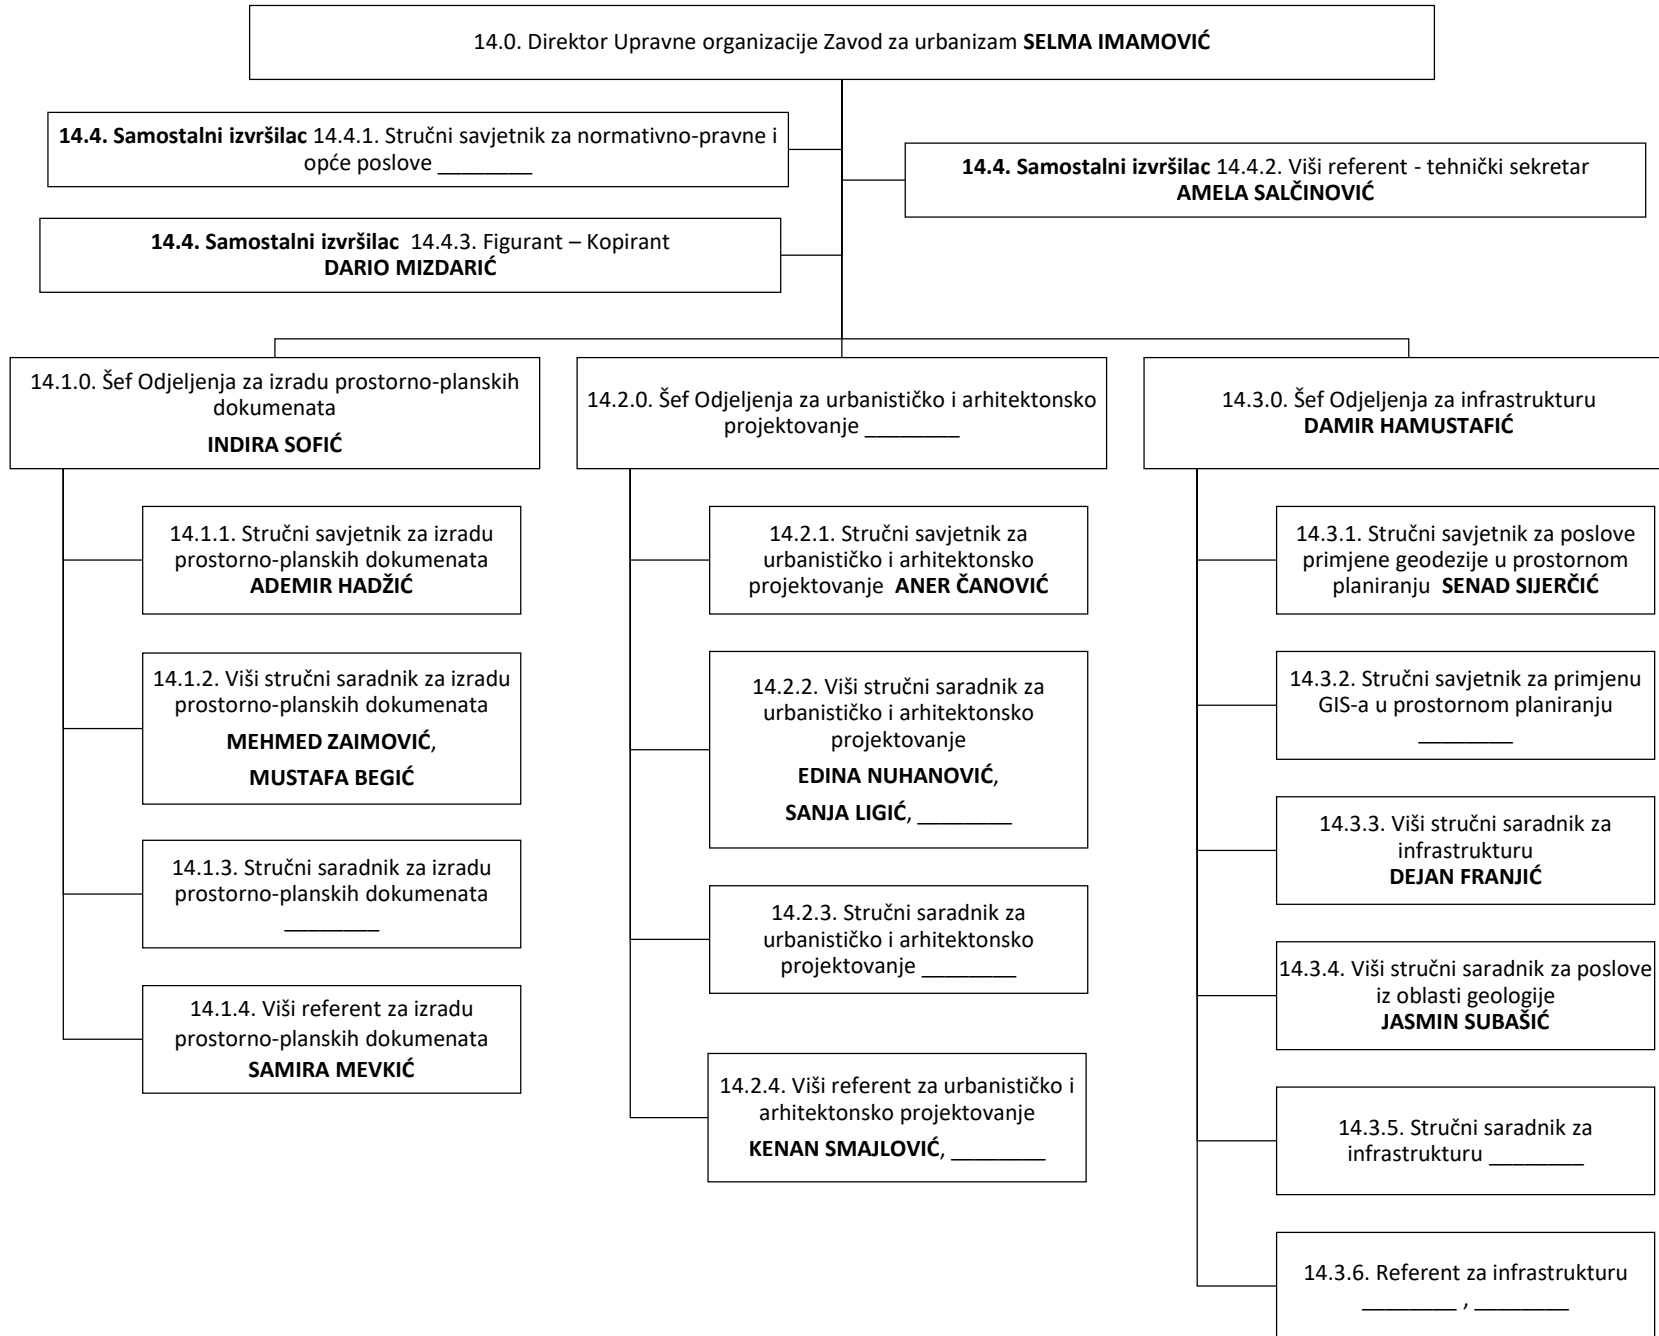 14.0. Direktor Upravne organizacije Zavod za urbanizam SELMA IMAMOVIĆ
14.4. Samostalni izvršilac 14.4.1. Stručni savjetnik za normativno-pravne i
opće poslove ________
14.4. Samostalni izvršilac 14.4.2. Viši referent - tehnički sekretar
AMELA SALČINOVIĆ
14.4. Samostalni izvršilac 14.4.3. Figurant – Kopirant
DARIO MIZDARIĆ
14.1.0. Šef Odjeljenja za izradu prostorno-planskih
dokumenata
INDIRA SOFIĆ
14.1.1. Stručni savjetnik za izradu
prostorno-planskih dokumenata
ADEMIR HADŽIĆ
14.1.2. Viši stručni saradnik za izradu
prostorno-planskih dokumenata
MEHMED ZAIMOVIĆ,
MUSTAFA BEGIĆ
14.1.3. Stručni saradnik za izradu
prostorno-planskih dokumenata
________
14.1.4. Viši referent za izradu
prostorno-planskih dokumenata
SAMIRA MEVKIĆ
14.2.0. Šef Odjeljenja za urbanističko i arhitektonsko
projektovanje ________
14.2.1. Stručni savjetnik za
urbanističko i arhitektonsko
projektovanje ANER ČANOVIĆ
14.2.2. Viši stručni saradnik za
urbanističko i arhitektonsko
projektovanje
EDINA NUHANOVIĆ,
SANJA LIGIĆ, ________
14.2.3. Stručni saradnik za
urbanističko i arhitektonsko
projektovanje ________
14.2.4. Viši referent za urbanističko i
arhitektonsko projektovanje
KENAN SMAJLOVIĆ, ________
14.3.0. Šef Odjeljenja za infrastrukturu
DAMIR HAMUSTAFIĆ
14.3.1. Stručni savjetnik za poslove
primjene geodezije u prostornom
planiranju SENAD SIJERČIĆ
14.3.2. Stručni savjetnik za primjenu
GIS-a u prostornom planiranju
________
14.3.3. Viši stručni saradnik za
infrastrukturu
DEJAN FRANJIĆ
14.3.4. Viši stručni saradnik za poslove
iz oblasti geologije
JASMIN SUBAŠIĆ
14.3.5. Stručni saradnik za
infrastrukturu ________
14.3.6. Referent za infrastrukturu
________ , ________